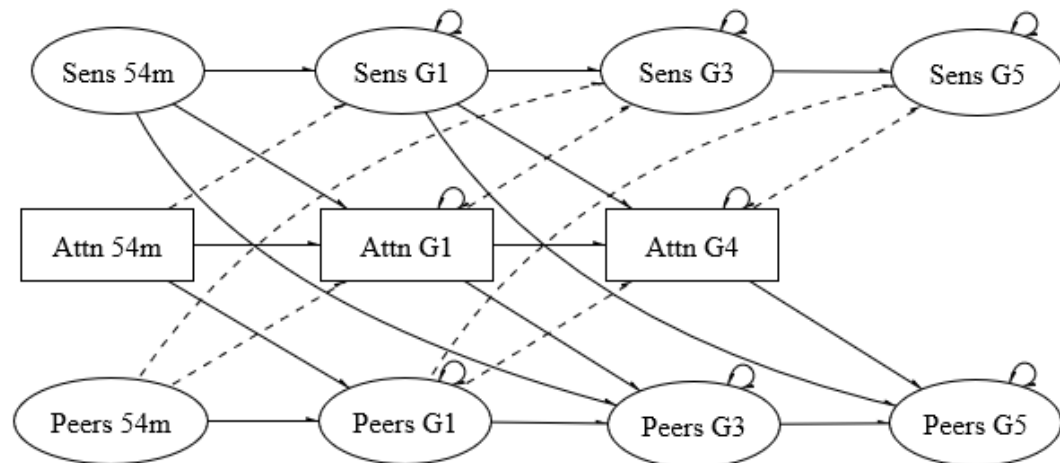 Sens 54m
Sens G1
Sens G3
Sens G5
Attn 54m
Attn G1
Attn G4
Peers 54m
Peers G1
Peers G3
Peers G5